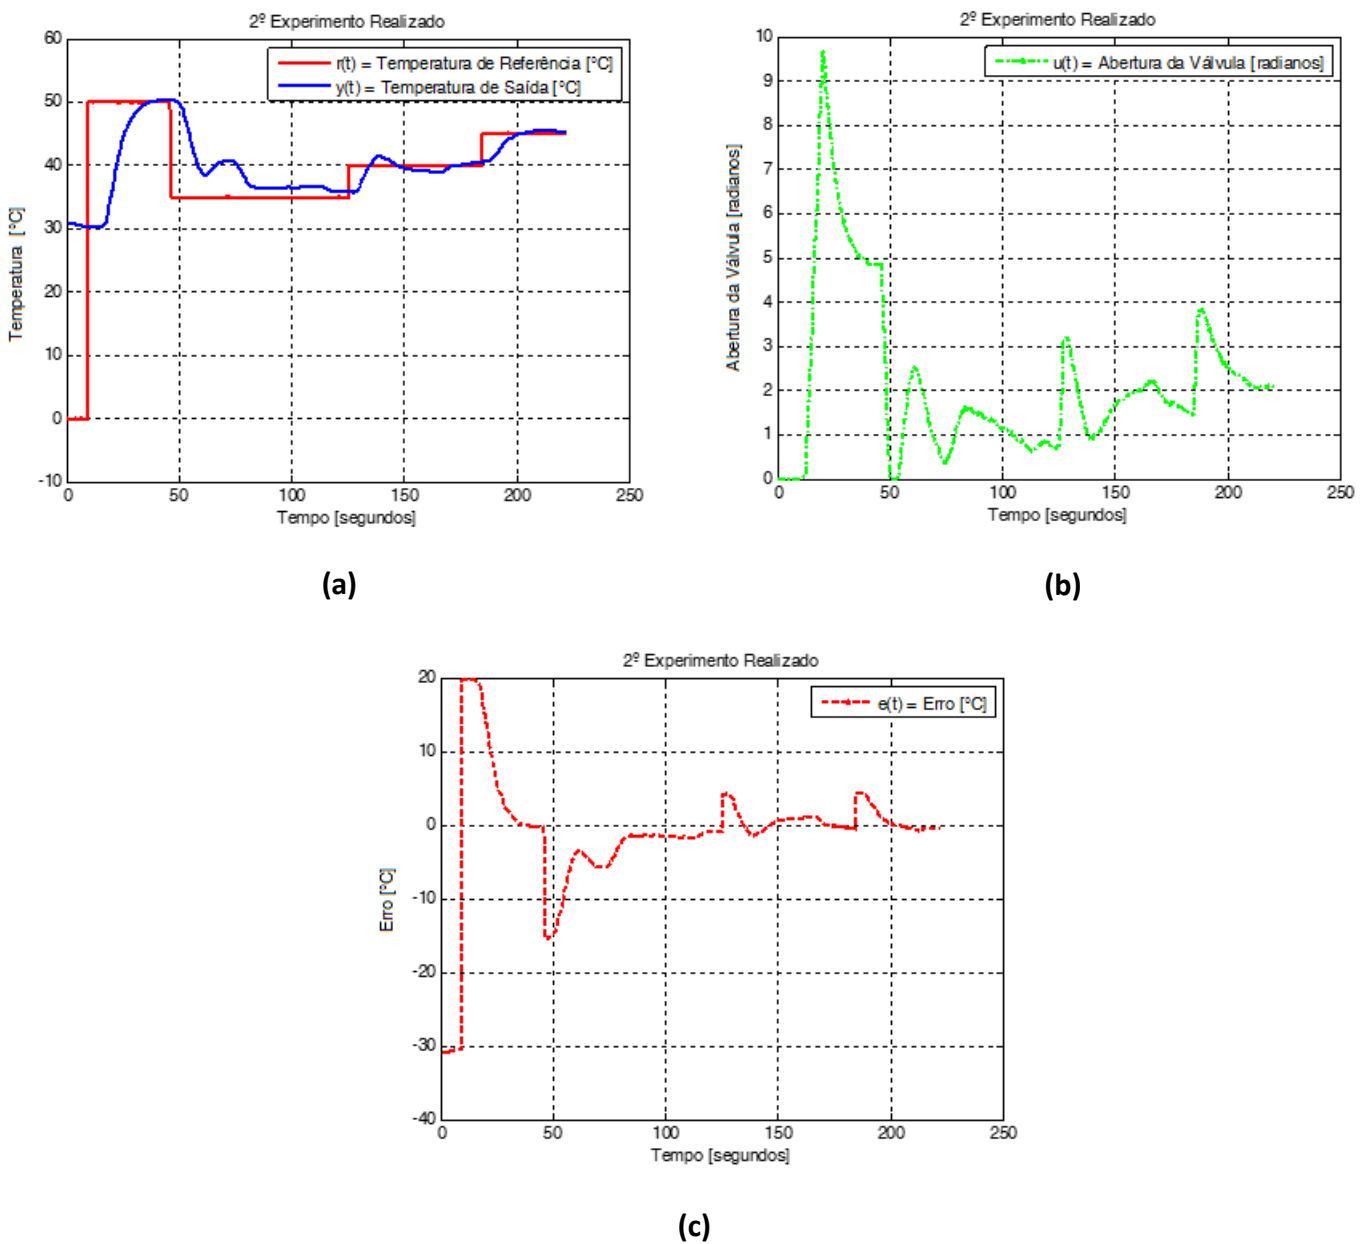 2º Experimento Realizado
60
50
40
30
20
10
0
-10
Temperatura [°C]
r(t) = Temperatura de Referência [°C]
y(t) = Temperatura de Saída [°C]
0 50 100 150 200 250
Tempo [segundos]
(a)
2º Experimento Realizado
10
9
8
7
6
5
4
3
2
1
0
Abertura da Válvula [radianos]
u(t) = Abertura da Válvula [radianos]
0 50 100 150 200 250
Tempo [segundos]
(b)
2º Experimento Realizado
20
10
0
-10
-20
-30
-40
Erro [°C]
e(t) = Erro [°C]
0 50 100 150 200 250
Tempo [segundos]
(c)